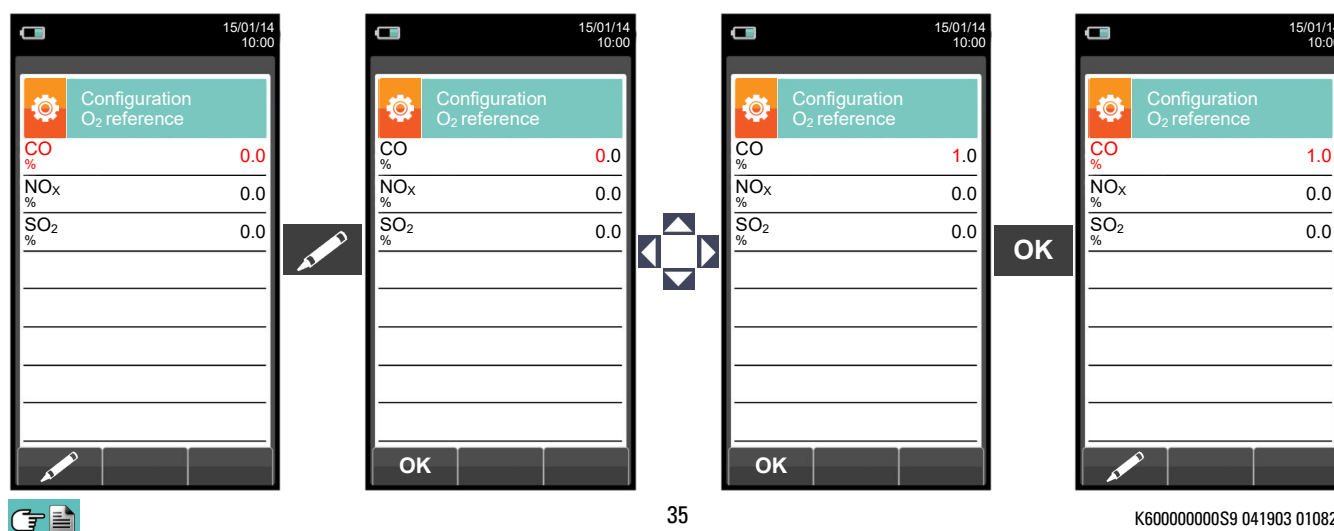 15/01/14
10:00
Configuration
O₂ reference
CO
%
0.0
NOX
%
0.0
SO₂
%
0.0
15/01/14
10:00
Configuration
O₂ reference
CO
%
0.0
NOX
%
0.0
SO₂
%
0.0
OK
15/01/14
10:00
Configuration
O₂ reference
CO
%
1.0
NOX
%
0.0
SO₂
%
0.0
OK
OK
Configuration
O₂ reference
CO
%
1.0
NOX
%
0.0
SO₂
%
0.0
35
K600000000S9 041903